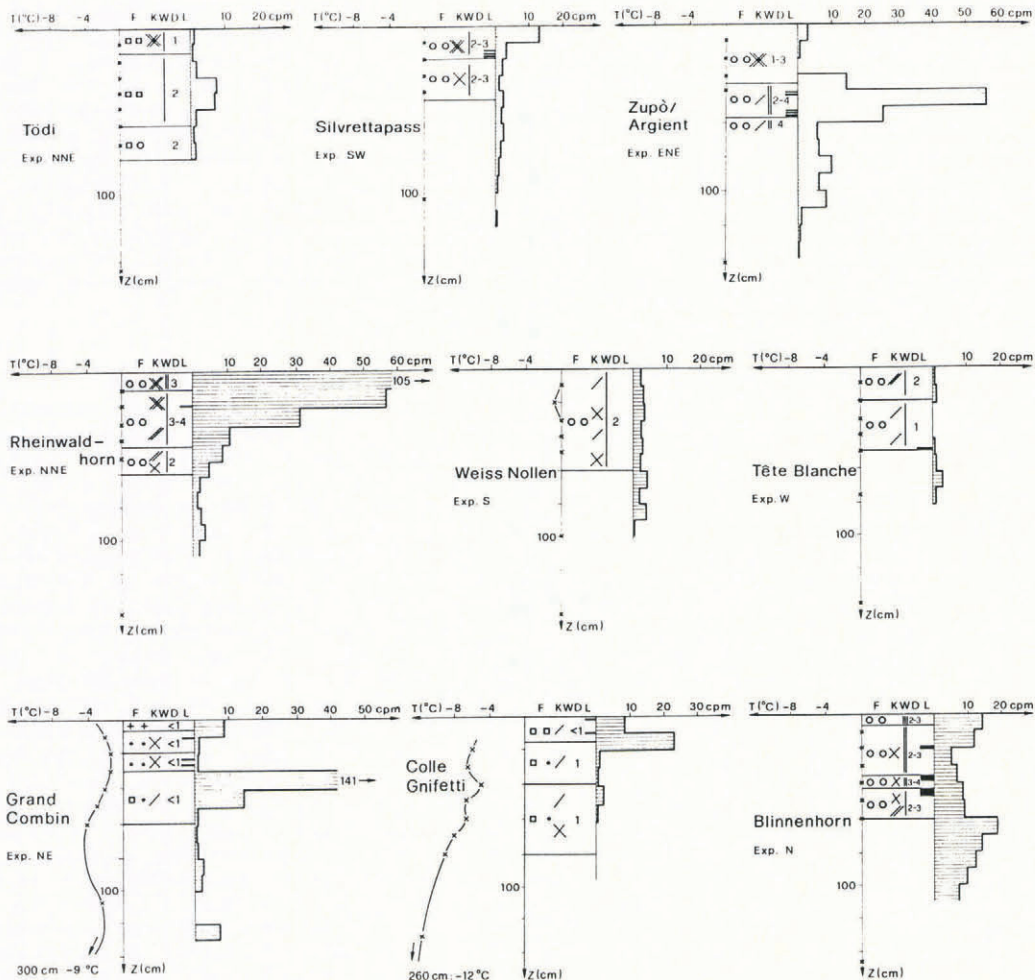 T(°C) -8 -4 F KWDL 10 20 cpm
1
2
2
Tödi
Exp. NNE
100
Z(cm)
T(°C) -8 -4 F KWDL 10 20 cpm
2-3
2-3
Silvrettapass
Exp. SW
100
Z(cm)
T(°C) -8 -4 F KWDL 10 20 30 40 50 60 cpm
1-3
2-4
4
Zupò/
Argient
Exp. ENE
100
Z(cm)
T(°C) -8 -4 F KWDL 10 20 30 40 50 60 cpm
105
3
3-4
2
Rheinwald-
horn
Exp. NNE
100
Z(cm)
T(°C) -8 -4 F KWDL 10 20 cpm
2
Weiss Nollen
Exp. S
100
Z(cm)
T(°C) -8 -4 F KWDL 10 20 cpm
2
1
Tête Blanche
Exp. W
100
Z(cm)
T(°C) -8 -4 F KWDL 10 20 30 40 50 cpm
<1
<1
<1
<1
141
Grand
Combin
Exp. NE
100
300 cm -9 °C
Z(cm)
T(°C) -8 -4 F KWDL 10 20 30 cpm
<1
1
1
Colle
Gnifetti
100
260 cm: -12 °C
Z(cm)
T(°C) -8 -4 F KWDL 10 20 cpm
2-3
2-3
3-4
2-3
Blinnenhorn
Exp. N
100
Z(cm)